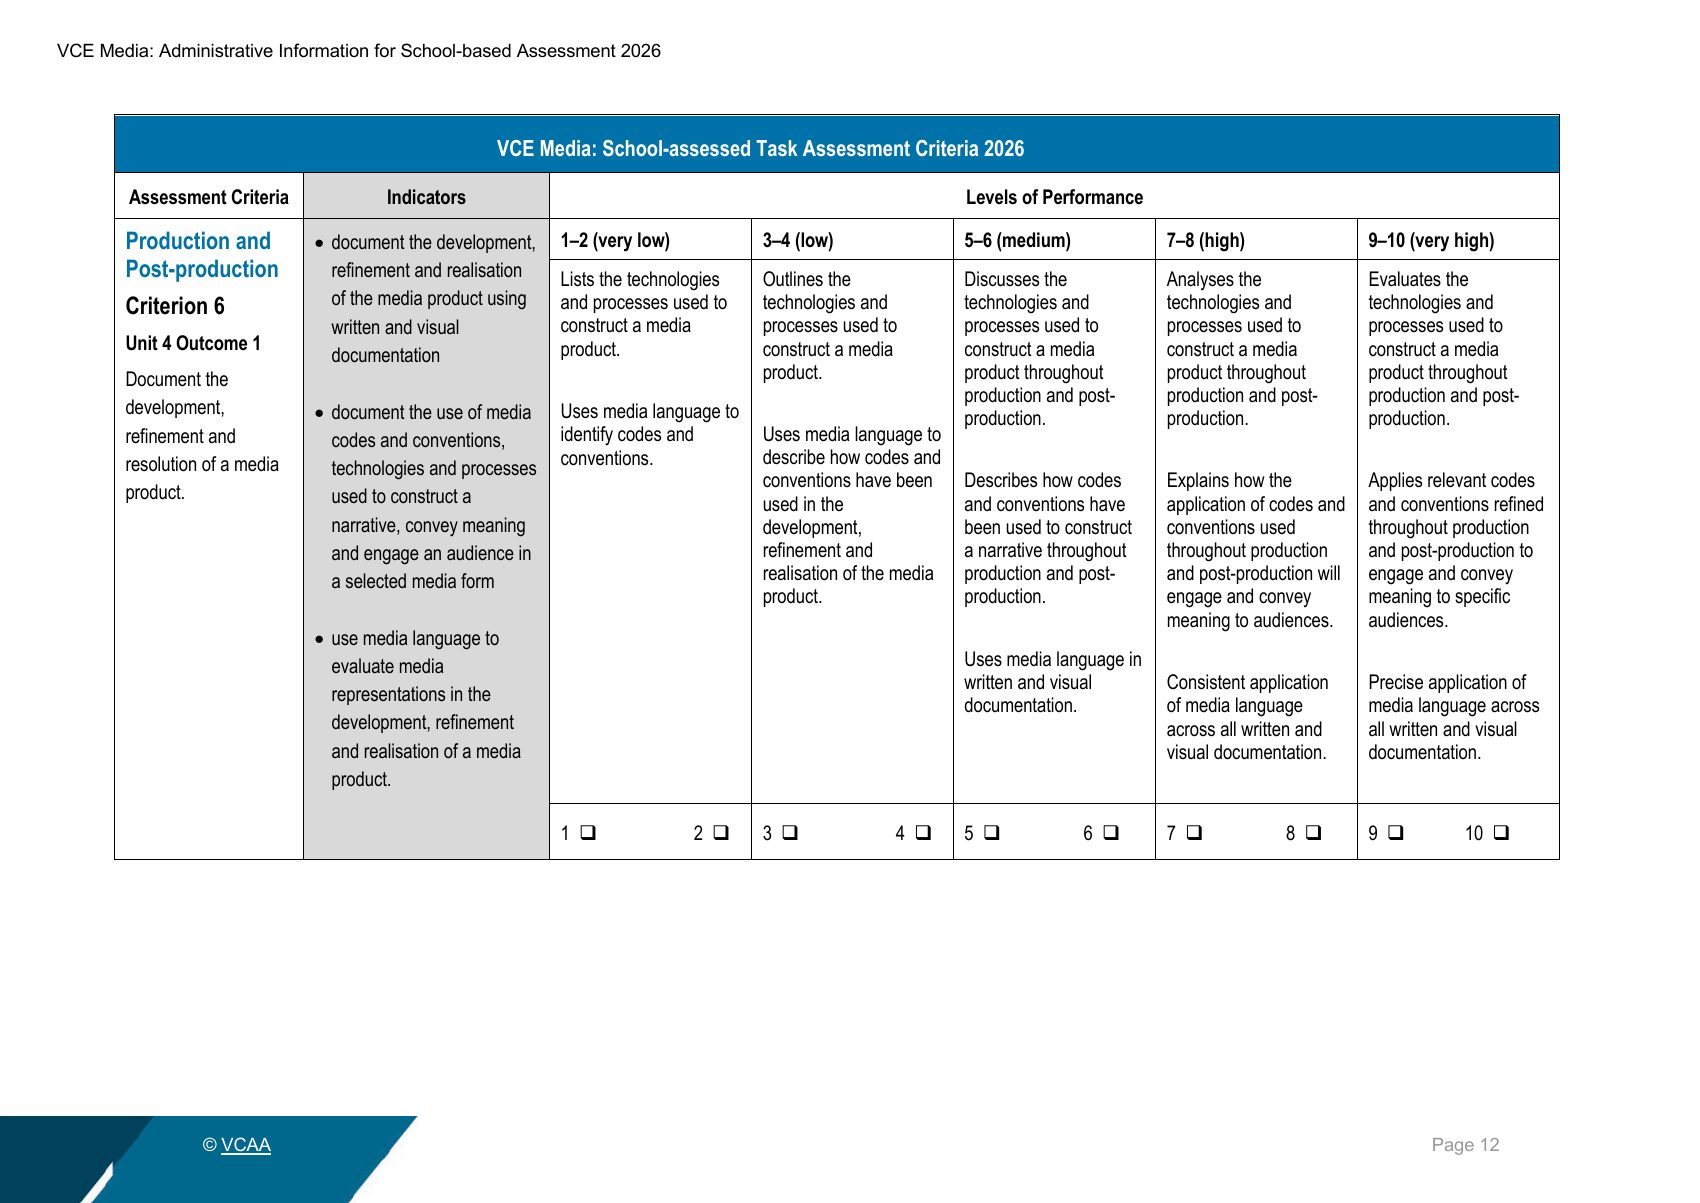 VCE Media: Administrative Information for School-based Assessment 2026
VCE Media: School-assessed Task Assessment Criteria 2026
Assessment Criteria
Indicators
Levels of Performance
Production and
Post-production
Criterion 6
Unit 4 Outcome 1
Document the
development,
refinement and
resolution of a media
product.
• document the development,
refinement and realisation
of the media product using
written and visual
documentation
• document the use of media
codes and conventions,
technologies and processes
used to construct a
narrative, convey meaning
and engage an audience in
a selected media form
• use media language to
evaluate media
representations in the
development, refinement
and realisation of a media
product.
1–2 (very low)
Lists the technologies
and processes used to
construct a media
product.
Uses media language to
identify codes and
conventions.
1 ❑ 2 ❑
3–4 (low)
Outlines the
technologies and
processes used to
construct a media
product.
Uses media language to
describe how codes and
conventions have been
used in the
development,
refinement and
realisation of the media
product.
3 ❑ 4 ❑
5–6 (medium)
Discusses the
technologies and
processes used to
construct a media
product throughout
production and post-
production.
Describes how codes
and conventions have
been used to construct
a narrative throughout
production and post-
production.
Uses media language in
written and visual
documentation.
5 ❑ 6 ❑
7–8 (high)
Analyses the
technologies and
processes used to
construct a media
product throughout
production and post-
production.
Explains how the
application of codes and
conventions used
throughout production
and post-production will
engage and convey
meaning to audiences.
Consistent application
of media language
across all written and
visual documentation.
7 ❑ 8 ❑
9–10 (very high)
Evaluates the
technologies and
processes used to
construct a media
product throughout
production and post-
production.
Applies relevant codes
and conventions refined
throughout production
and post-production to
engage and convey
meaning to specific
audiences.
Precise application of
media language across
all written and visual
documentation.
9 ❑ 10 ❑
© VCAA
Page 12